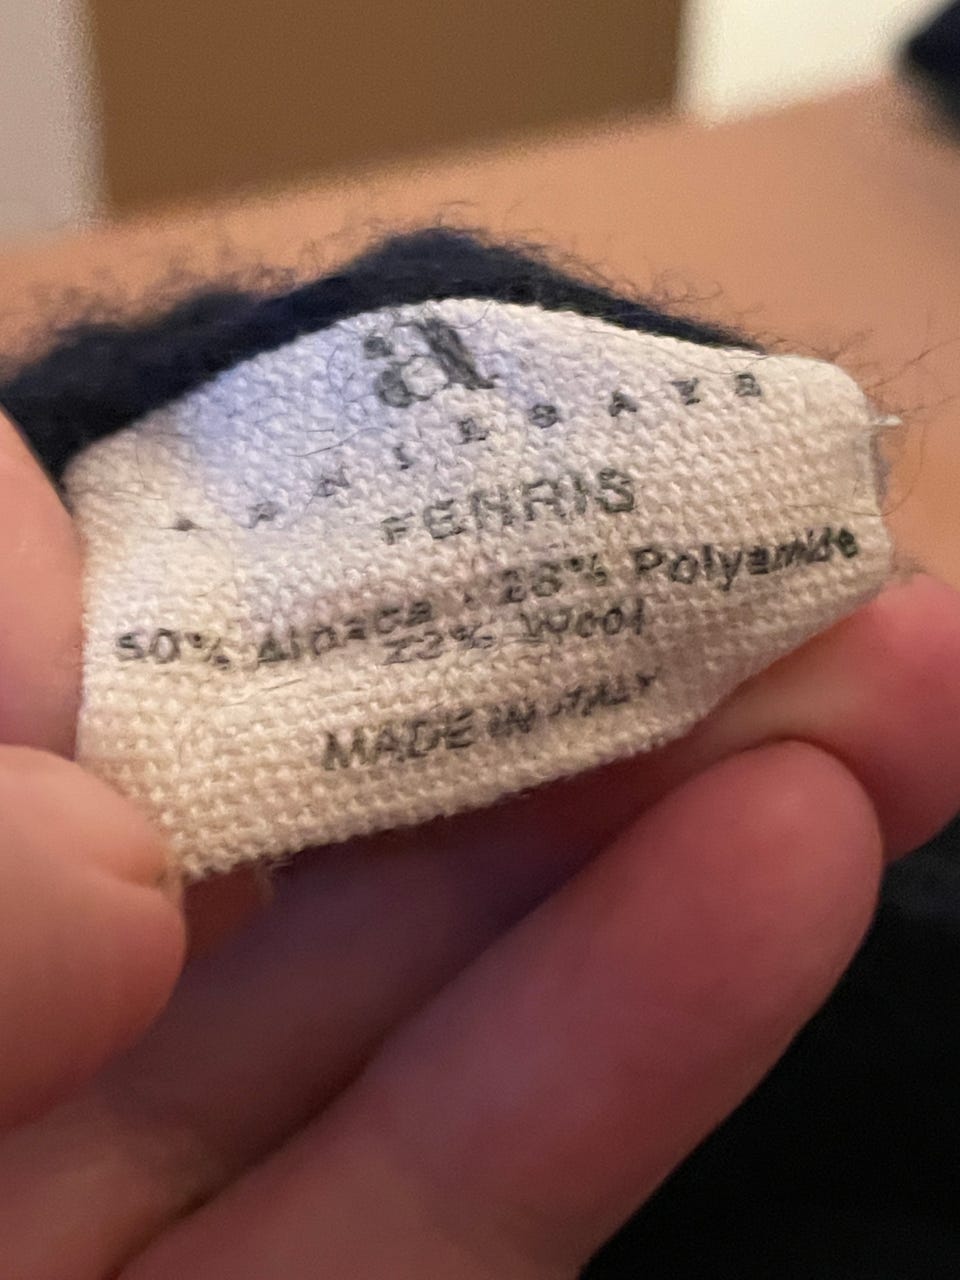 a
A N N I E S A Y S
FENRIS
50% Alpaca · 28% Polyamide
22% Wool
MADE IN ITALY